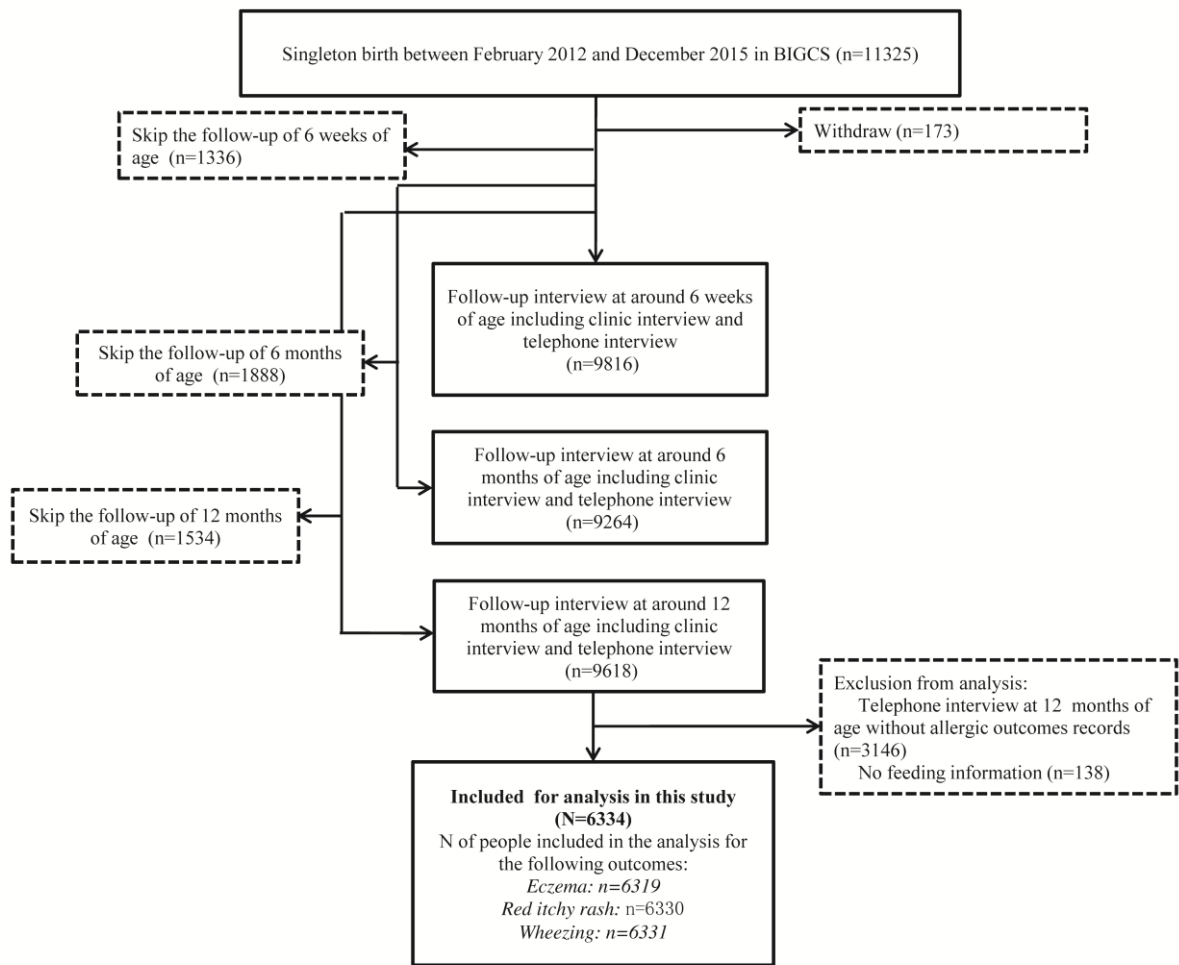 Singleton birth between February 2012 and December 2015 in BIGCS (n=11325)
Skip the follow-up of 6 weeks of
age (n=1336)
Withdraw (n=173)
Follow-up interview at around 6 weeks
of age including clinic interview and
telephone interview
(n=9816)
Skip the follow-up of 6 months
of age (n=1888)
Follow-up interview at around 6
months of age including clinic
interview and telephone interview
(n=9264)
Skip the follow-up of 12 months
of age (n=1534)
Follow-up interview at around 12
months of age including clinic
interview and telephone interview
(n=9618)
Exclusion from analysis:
Telephone interview at 12 months of
age without allergic outcomes records
(n=3146)
No feeding information (n=138)
Included for analysis in this study
(N=6334)
N of people included in the analysis for
the following outcomes:
Eczema: n=6319
Red itchy rash: n=6330
Wheezing: n=6331